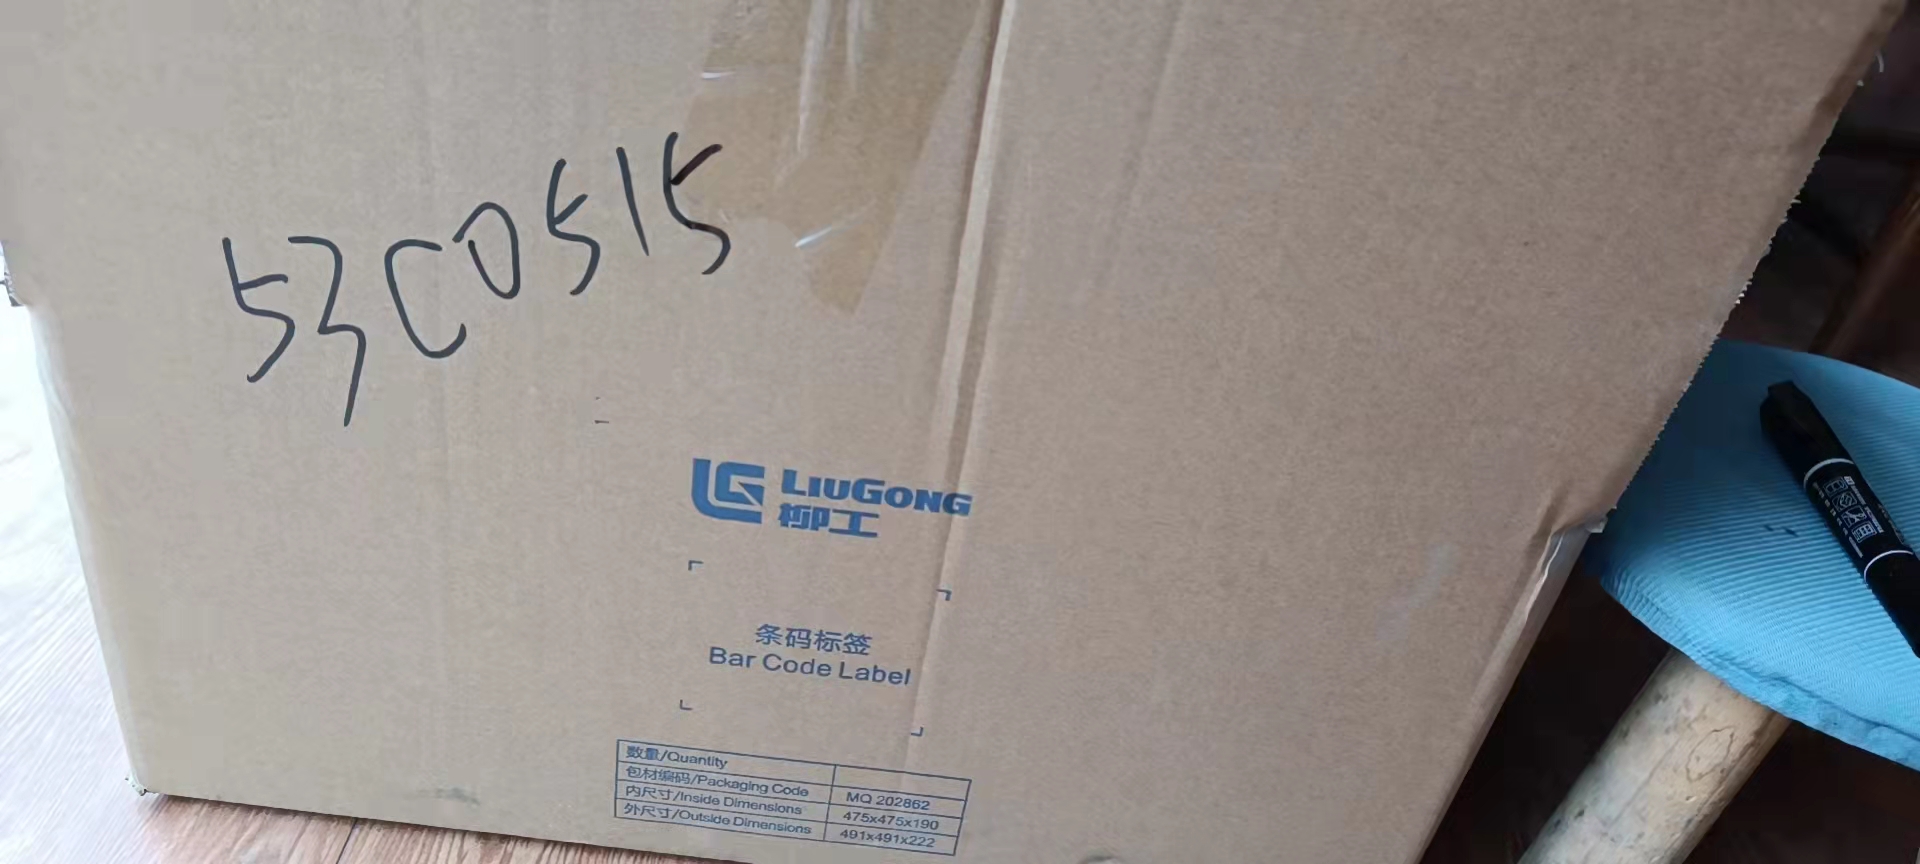 53C0515
LIUGONG
柳工
条码标签
Bar Code Label
数量/Quantity
包材编码/Packaging Code MQ 202862
内尺寸/Inside Dimensions 475x475x190
外尺寸/Outside Dimensions 491x491x222